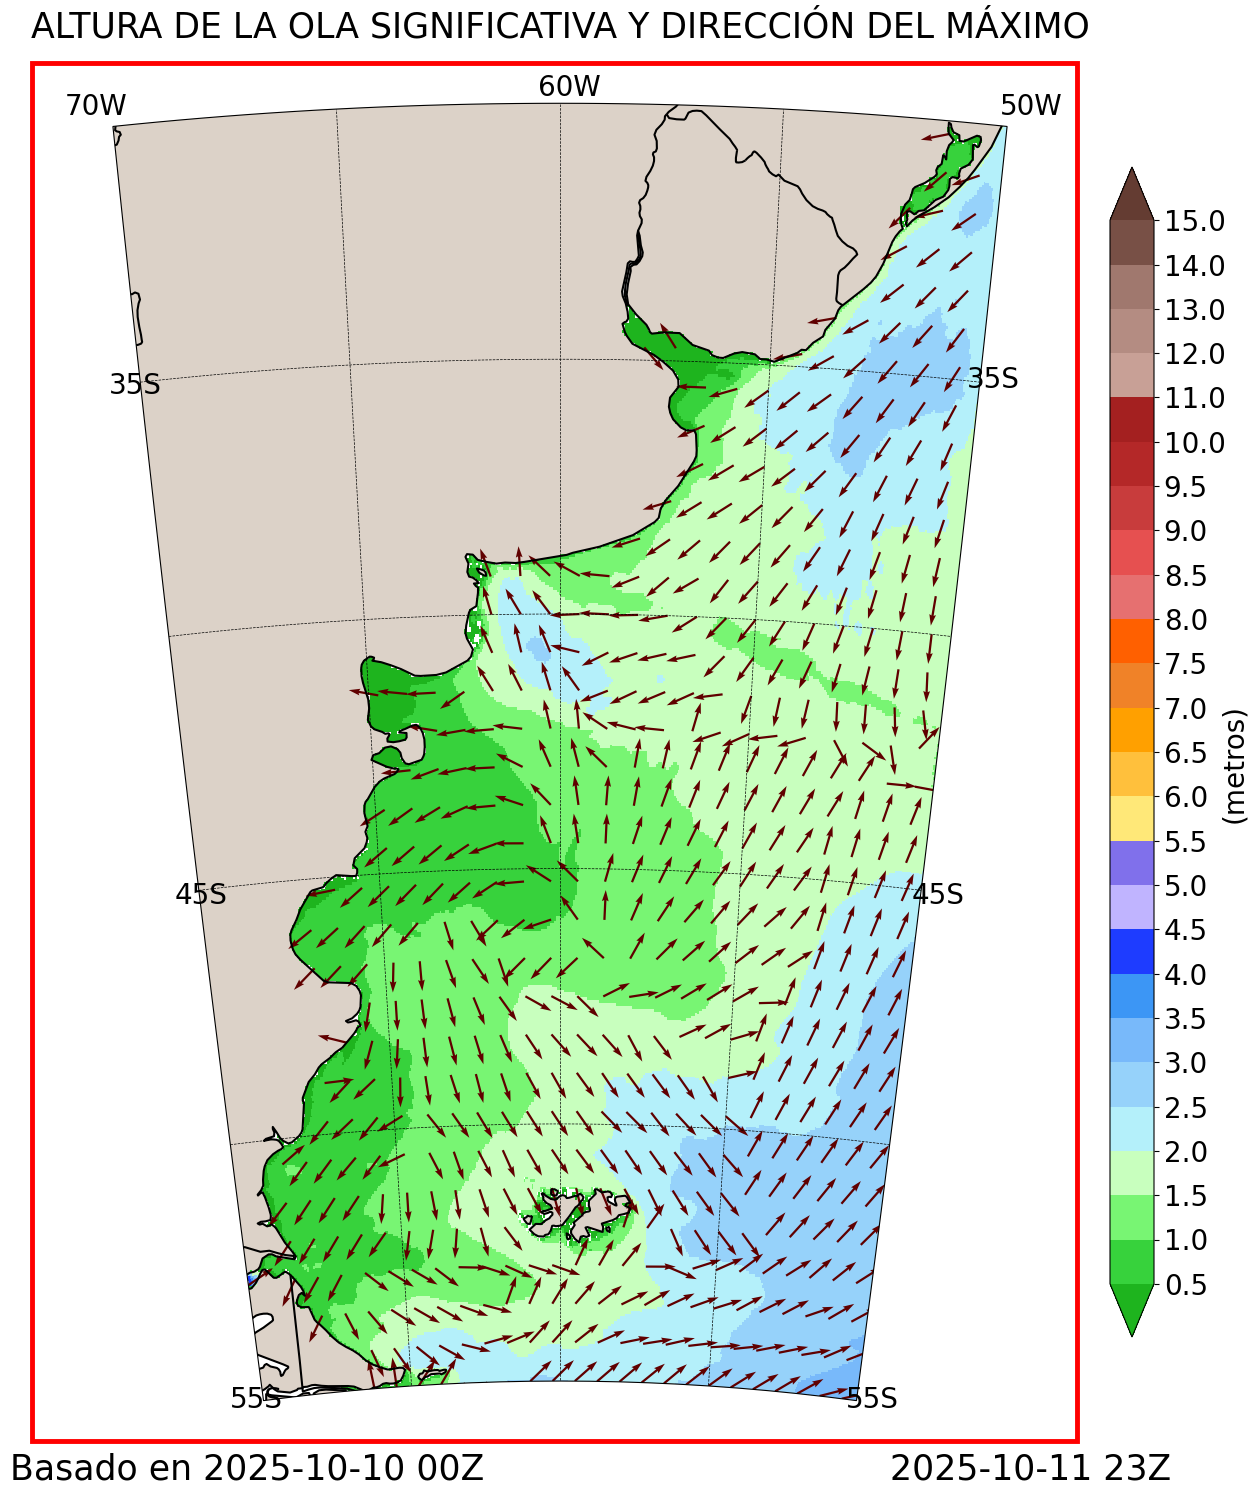 ALTURA DE LA OLA SIGNIFICATIVA Y DIRECCIÓN DEL MÁXIMO
70W
60W
50W
35S
35S
45S
45S
55S
55S
15.0
14.0
13.0
12.0
11.0
10.0
9.5
9.0
8.5
8.0
7.5
7.0
6.5
6.0
5.5
5.0
4.5
4.0
3.5
3.0
2.5
2.0
1.5
1.0
0.5
(metros)
Basado en 2025-10-10 00Z
2025-10-11 23Z